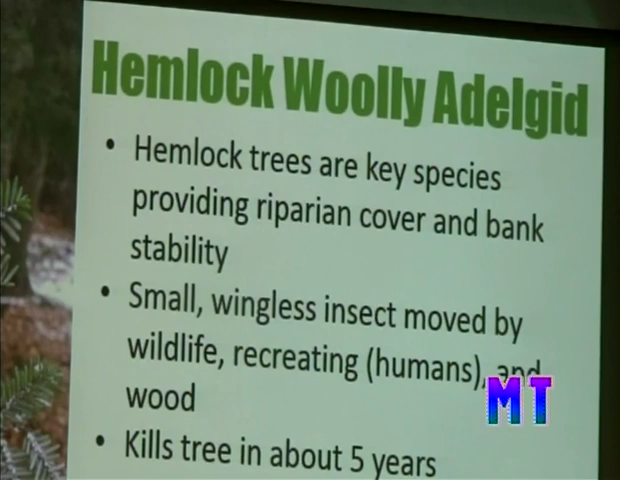 Hemlock Woolly Adelgid
• Hemlock trees are key species
providing riparian cover and bank
stability
• Small, wingless insect moved by
wildlife, recreating (humans), and
wood
MT
• Kills tree in about 5 years